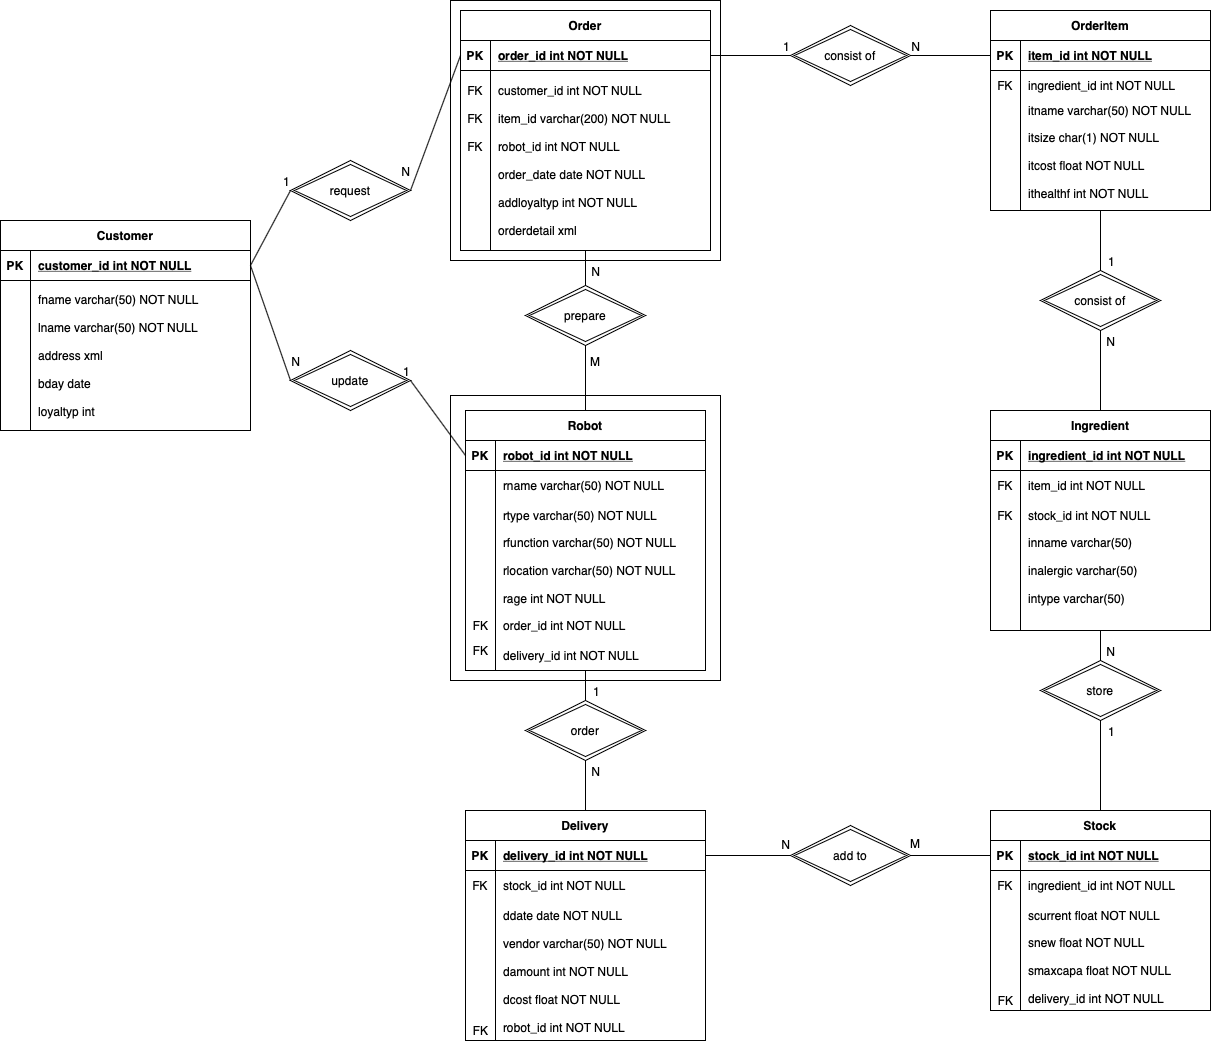 Order
PK order_id int NOT NULL
FK customer_id int NOT NULL
FK item_id varchar(200) NOT NULL
FK robot_id int NOT NULL
order_date date NOT NULL
addloyaltyp int NOT NULL
orderdetail xml
1
consist of
N
OrderItem
PK item_id int NOT NULL
FK ingredient_id int NOT NULL
itname varchar(50) NOT NULL
itsize char(1) NOT NULL
itcost float NOT NULL
ithealthf int NOT NULL
1
request
N
Customer
PK customer_id int NOT NULL
fname varchar(50) NOT NULL
lname varchar(50) NOT NULL
address xml
bday date
loyaltyp int
N
prepare
M
1
consist of
N
N
update
1
Robot
PK robot_id int NOT NULL
rname varchar(50) NOT NULL
rtype varchar(50) NOT NULL
rfunction varchar(50) NOT NULL
rlocation varchar(50) NOT NULL
rage int NOT NULL
FK order_id int NOT NULL
FK delivery_id int NOT NULL
Ingredient
PK ingredient_id int NOT NULL
FK item_id int NOT NULL
FK stock_id int NOT NULL
inname varchar(50)
inalergic varchar(50)
intype varchar(50)
1
order
N
N
store
1
Delivery
PK delivery_id int NOT NULL
FK stock_id int NOT NULL
ddate date NOT NULL
vendor varchar(50) NOT NULL
damount int NOT NULL
dcost float NOT NULL
FK robot_id int NOT NULL
N
add to
M
Stock
PK stock_id int NOT NULL
FK ingredient_id int NOT NULL
scurrent float NOT NULL
snew float NOT NULL
smaxcapa float NOT NULL
FK delivery_id int NOT NULL